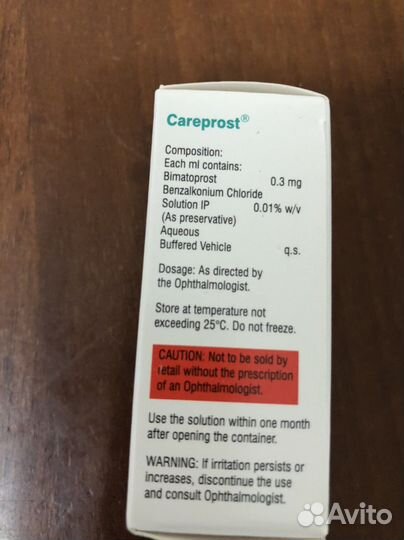 Careprost®
Composition:
Each ml contains:
Bimatoprost 0.3 mg
Benzalkonium Chloride
Solution IP 0.01% w/v
(As preservative)
Aqueous
Buffered Vehicle q.s.
Dosage: As directed by
the Ophthalmologist.
Store at temperature not
exceeding 25°C. Do not freeze.
CAUTION: Not to be sold by
retail without the prescription
of an Ophthalmologist.
Use the solution within one month
after opening the container.
WARNING: If irritation persists or
increases, discontinue the use
and consult Ophthalmologist.
Avito